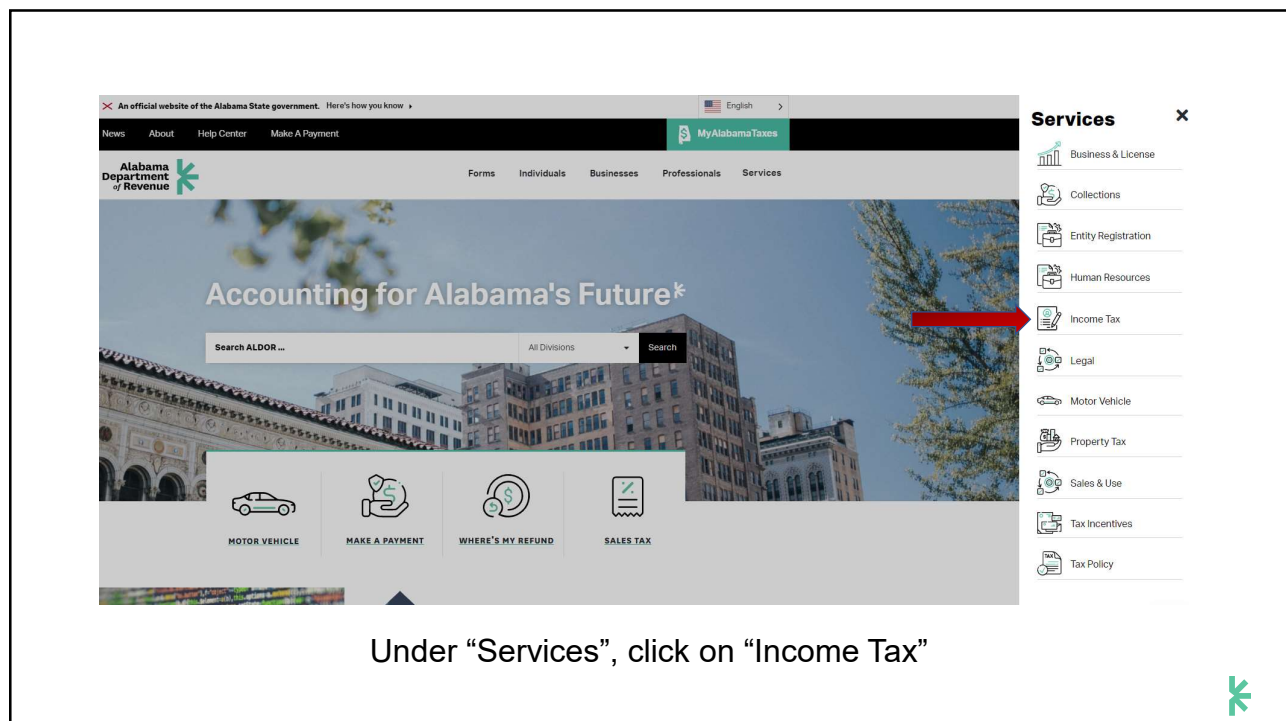 An official website of the Alabama State government. Here's how you know
English
News About Help Center Make A Payment
MyAlabamaTaxes
Alabama
Department
of Revenue
Forms Individuals Businesses Professionals Services
Accounting for Alabama's Future
Search ALDOR ... All Divisions Search
MOTOR VEHICLE MAKE A PAYMENT WHERE'S MY REFUND SALES TAX
Services
Business & License
Collections
Entity Registration
Human Resources
Income Tax
Legal
Motor Vehicle
Property Tax
Sales & Use
Tax Incentives
TAX
Tax Policy
Under “Services”, click on “Income Tax”